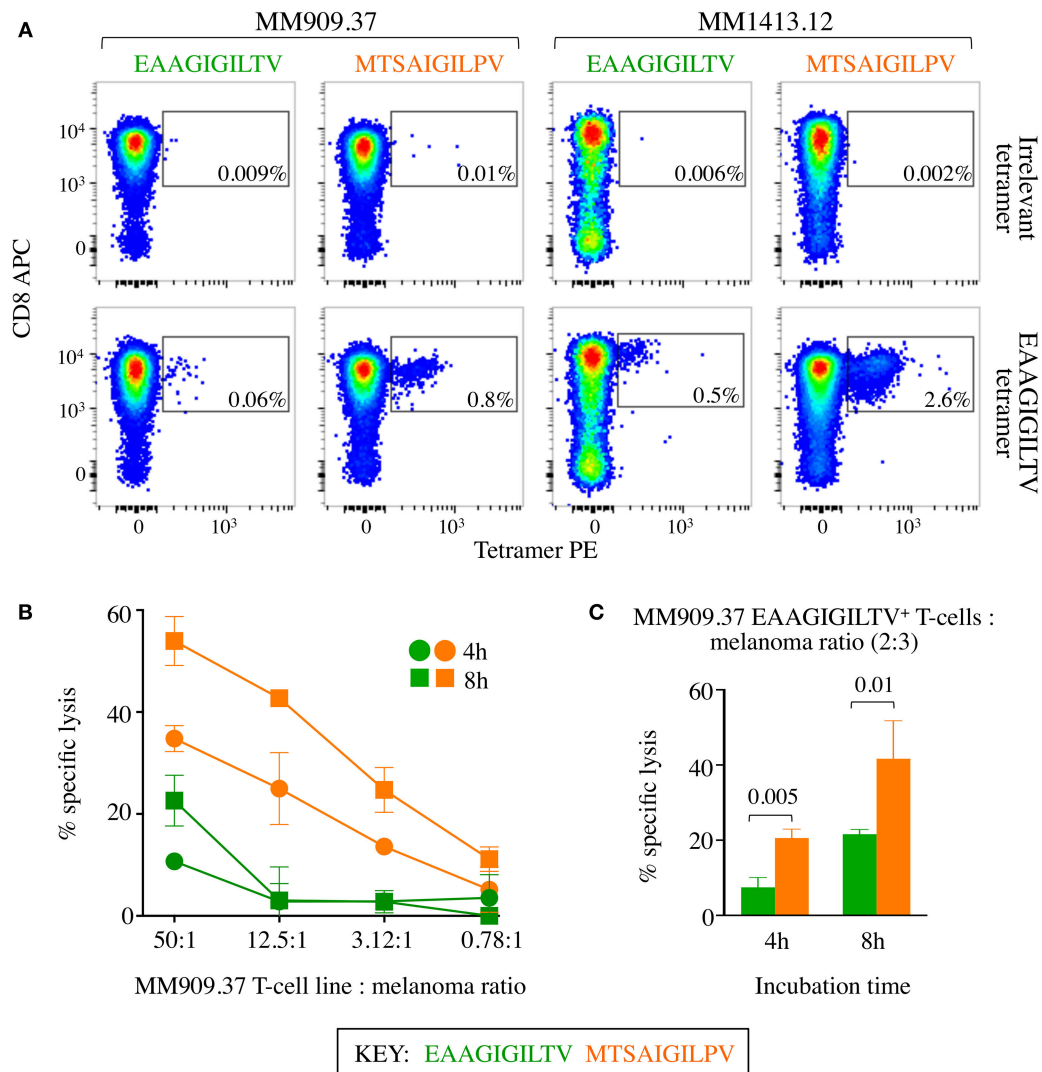 A
MM909.37 MM1413.12
EAAGIGILTV MTSAIGILPV EAAGIGILTV MTSAIGILPV
10⁴
10³
0
0.009% 0.01% 0.006% 0.002%
Irrelevant
tetramer
CD8 APC
10⁴
10³
0
0.06% 0.8% 0.5% 2.6%
EAAGIGILTV
tetramer
0 10³ 0 10³ 0 10³ 0 10³
Tetramer PE
B
60
40
20
0
% specific lysis
4h
8h
50:1 12.5:1 3.12:1 0.78:1
MM909.37 T-cell line : melanoma ratio
C
MM909.37 EAAGIGILTV⁺ T-cells :
melanoma ratio (2:3)
60
40
20
0
% specific lysis
0.005
0.01
4h 8h
Incubation time
KEY: EAAGIGILTV MTSAIGILPV